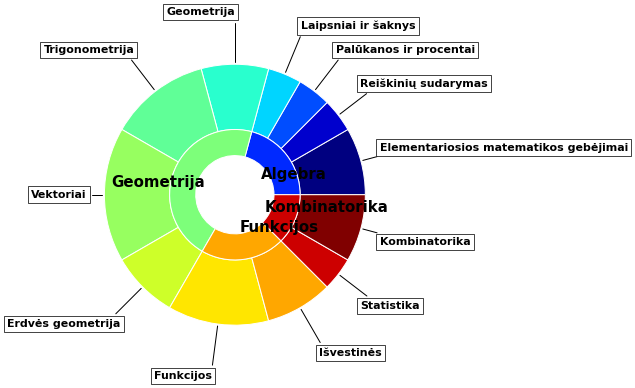 Geometrija
Laipsniai ir šaknys
Trigonometrija
Palūkanos ir procentai
Reiškinių sudarymas
Elementariosios matematikos gebėjimai
Algebra
Geometrija
Vektoriai
Kombinatorika
Funkcijos
Kombinatorika
Statistika
Erdvės geometrija
Išvestinės
Funkcijos